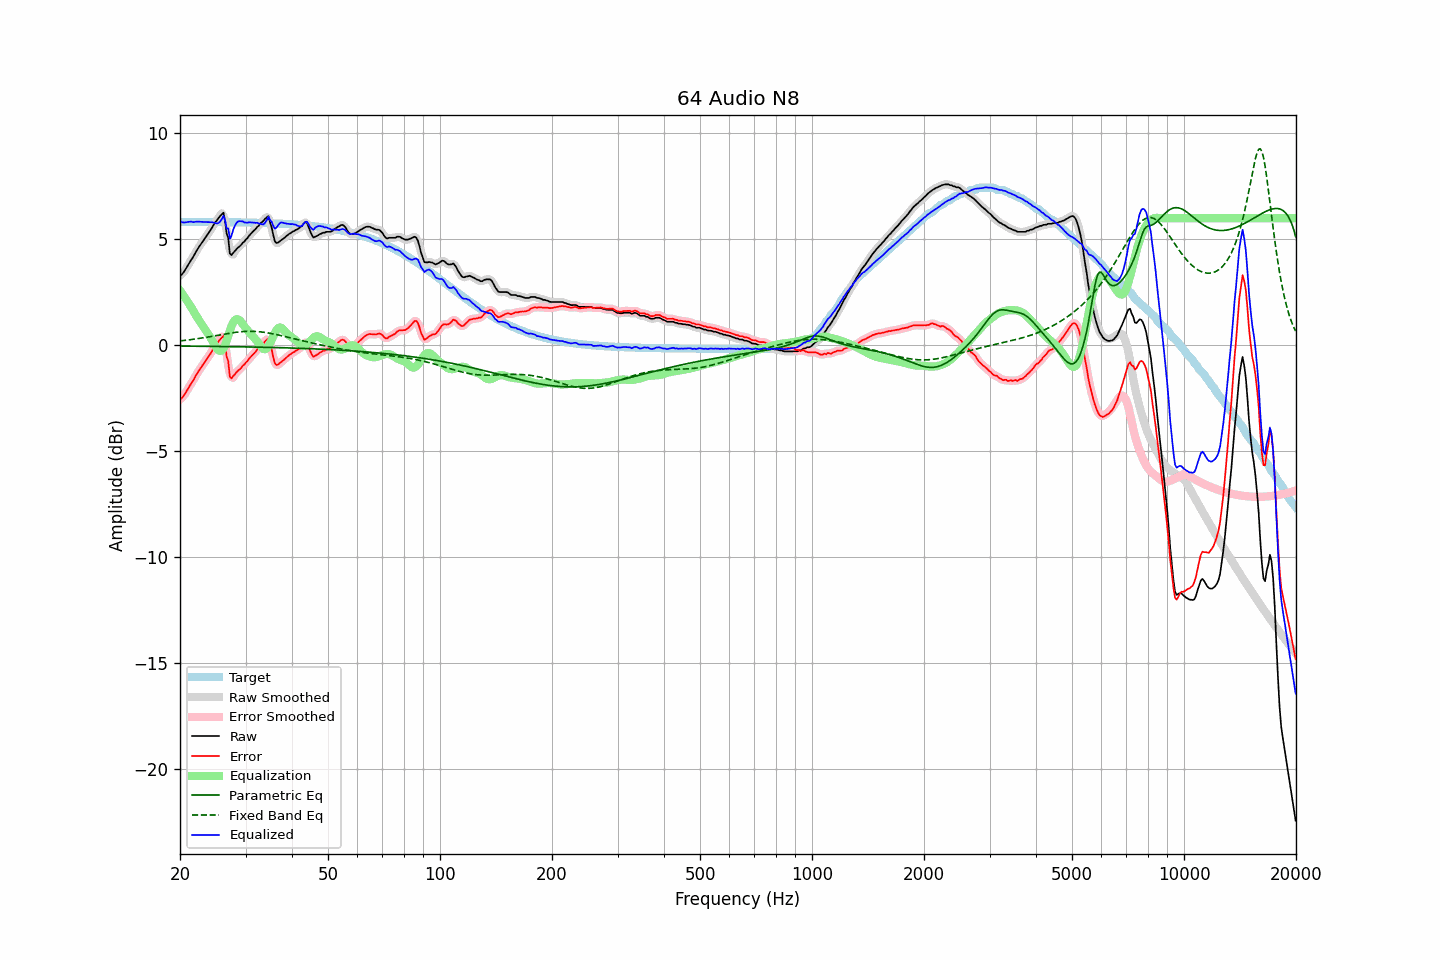 64 Audio N8
Amplitude (dBr)
10
5
0
−5
−10
−15
−20
Target
Raw Smoothed
Error Smoothed
Raw
Error
Equalization
Parametric Eq
Fixed Band Eq
Equalized
20 50 100 200 500 1000 2000 5000 10000 20000
Frequency (Hz)